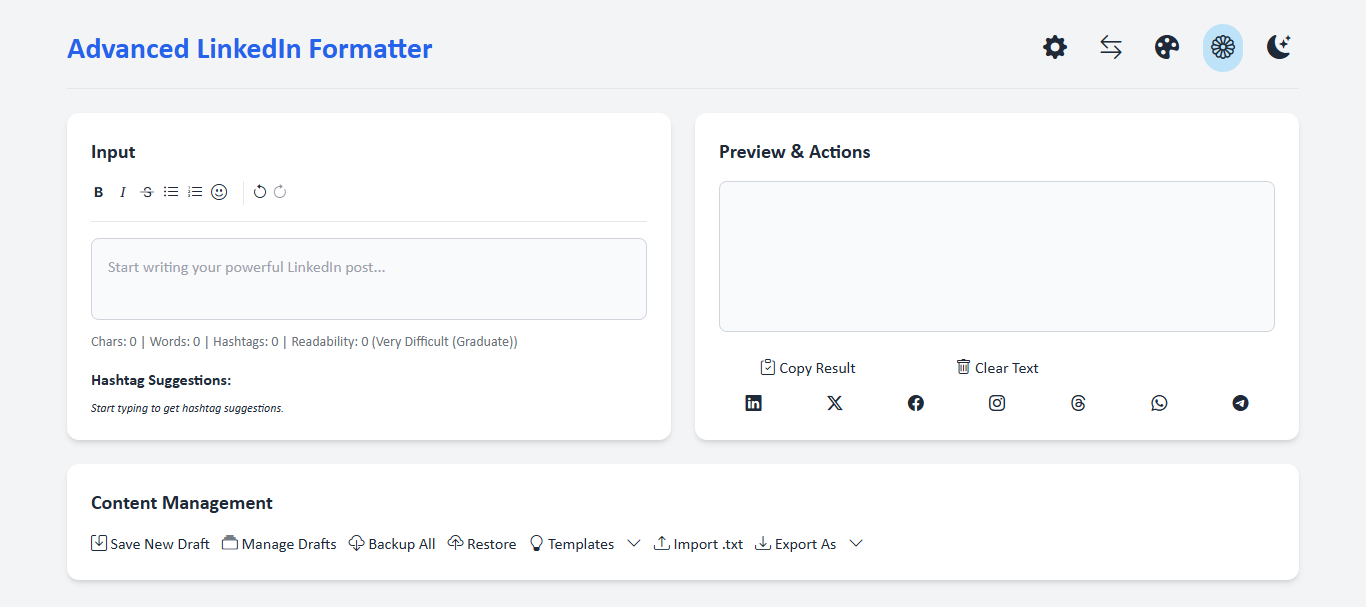 Advanced LinkedIn Formatter
Input
B I S
Start writing your powerful LinkedIn post...
Chars: 0 | Words: 0 | Hashtags: 0 | Readability: 0 (Very Difficult (Graduate))
Hashtag Suggestions:
Start typing to get hashtag suggestions.
Preview & Actions
Copy Result Clear Text
Content Management
Save New Draft Manage Drafts Backup All Restore Templates Import .txt Export As